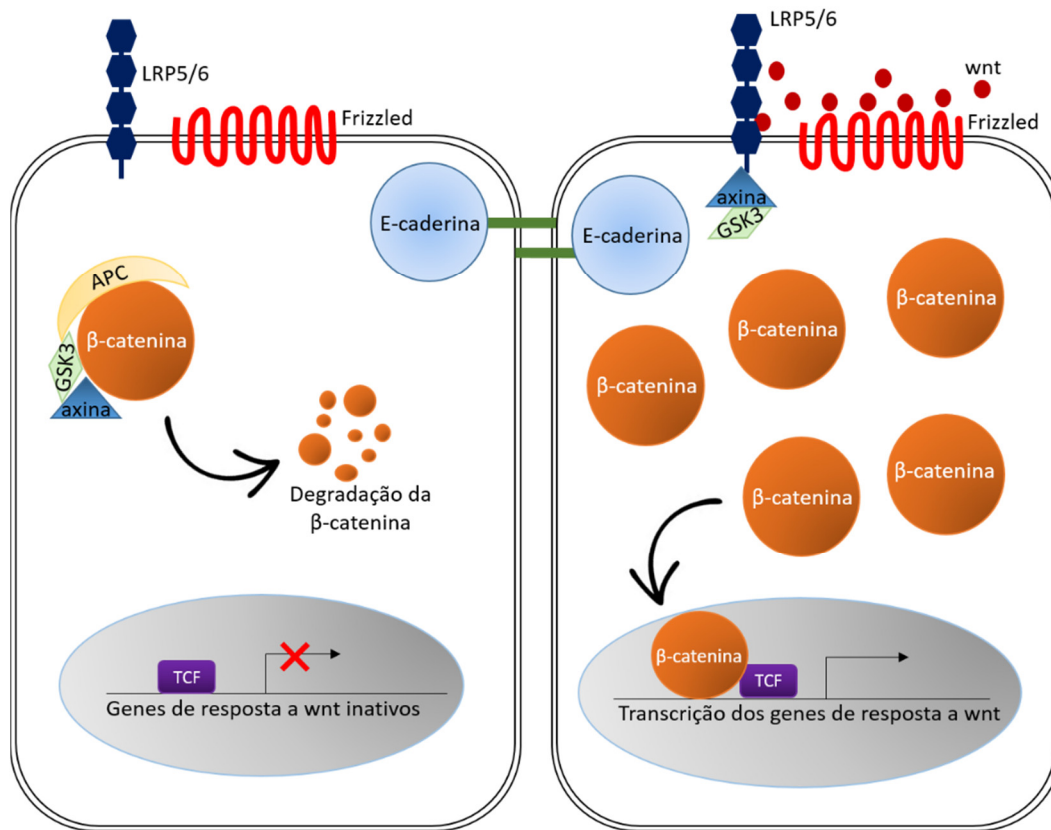 LRP5/6
Frizzled
E-caderina
APC
β-catenina
GSK3
axina
Degradação da
β-catenina
TCF
Genes de resposta a wnt inativos
LRP5/6
wnt
Frizzled
axina
GSK3
E-caderina
β-catenina
β-catenina
β-catenina
β-catenina
β-catenina
β-catenina
TCF
Transcrição dos genes de resposta a wnt